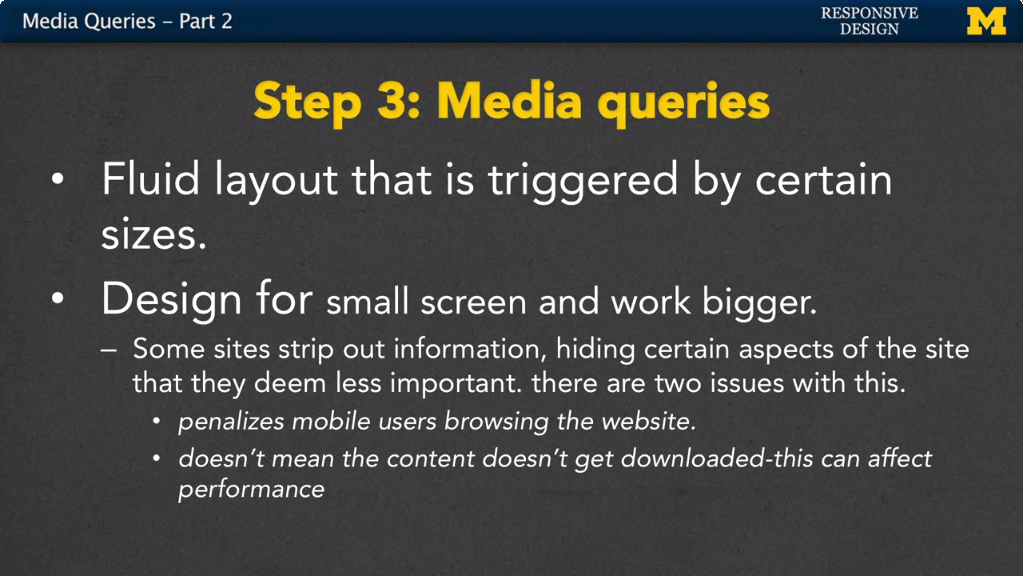 Media Queries – Part 2
RESPONSIVE
DESIGN
M
Step 3: Media queries
• Fluid layout that is triggered by certain
sizes.
• Design for small screen and work bigger.
– Some sites strip out information, hiding certain aspects of the site
that they deem less important. there are two issues with this.
• penalizes mobile users browsing the website.
• doesn’t mean the content doesn’t get downloaded-this can affect
performance